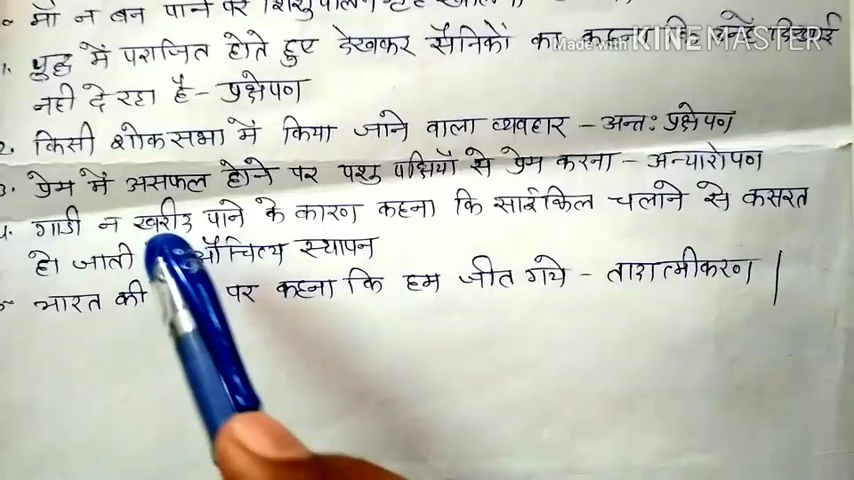 माँ न बन पाने पर शिशु पालन
1. युद्ध में पराजित होते हुए देखकर सैनिकों का कहना कि उन्हें दिखाई
नही दे रहा है - प्रक्षेपण
2. किसी शोकसभा में किया जाने वाला व्यवहार - अन्त: प्रक्षेपण
3. प्रेम में असफल होने पर पशु पक्षियों से प्रेम करना - अन्यारोपण
4. गाडी न खरीद पाने के कारण कहना कि साईकिल चलाने से कसरत
हो जाती औचित्य स्थापन
भारत की पर कहना कि हम जीत गये - तादात्मीकरण
Made with KINEMASTER